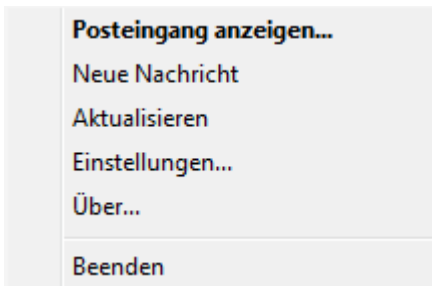 Posteingang anzeigen...
Neue Nachricht
Aktualisieren
Einstellungen...
Über...
Beenden